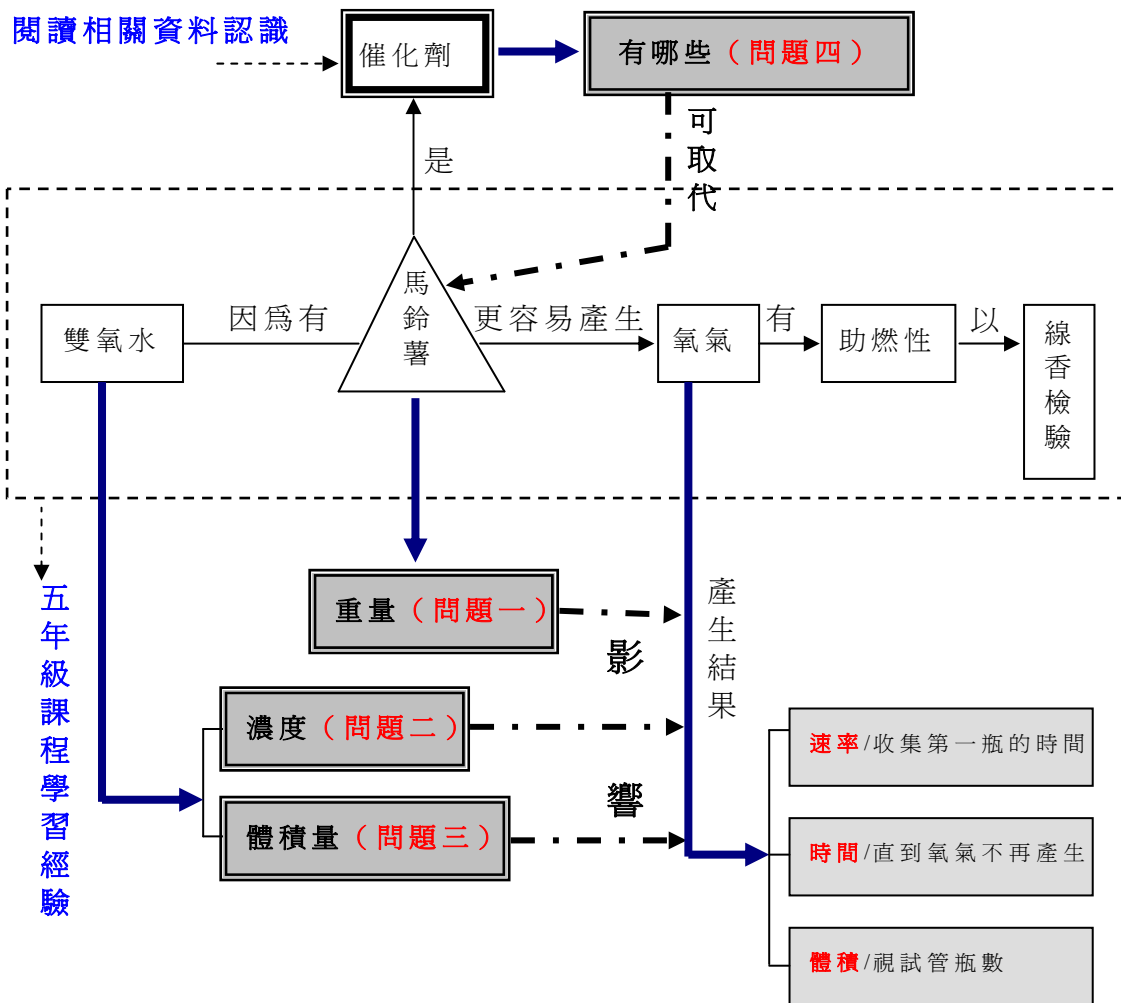 閱讀相關資料認識
催化劑
有哪些（問題四）
可取代
是
雙氧水
因爲有
馬鈴薯
更容易產生
氧氣
有
助燃性
以
線香檢驗
五年級課程學習經驗
重量（問題一）
影響
產生結果
濃度（問題二）
體積量（問題三）
速率/收集第一瓶的時間
時間/直到氧氣不再產生
體積/視試管瓶數